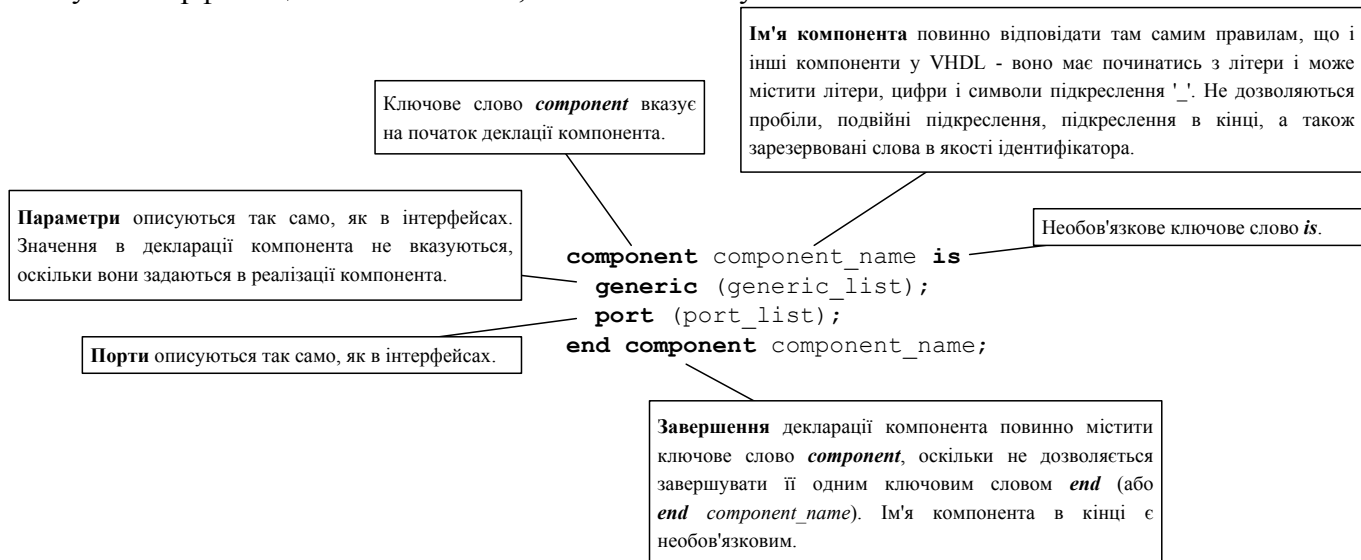 Ім'я компонента повинно відповідати там самим правилам, що і
інші компоненти у VHDL - воно має починатись з літери і може
містити літери, цифри і символи підкреслення '_'. Не дозволяються
пробіли, подвійні підкреслення, підкреслення в кінці, а також
зарезервовані слова в якості ідентифікатора.
Ключове слово component вказує
на початок деклації компонента.
Параметри описуються так само, як в інтерфейсах.
Значення в декларації компонента не вказуються,
оскільки вони задаються в реалізації компонента.
Необов'язкове ключове слово is.
component component_name is
generic (generic_list);
port (port_list);
end component component_name;
Порти описуються так само, як в інтерфейсах.
Завершення декларації компонента повинно містити
ключове слово component, оскільки не дозволяється
завершувати її одним ключовим словом end (або
end component_name). Ім'я компонента в кінці є
необов'язковим.